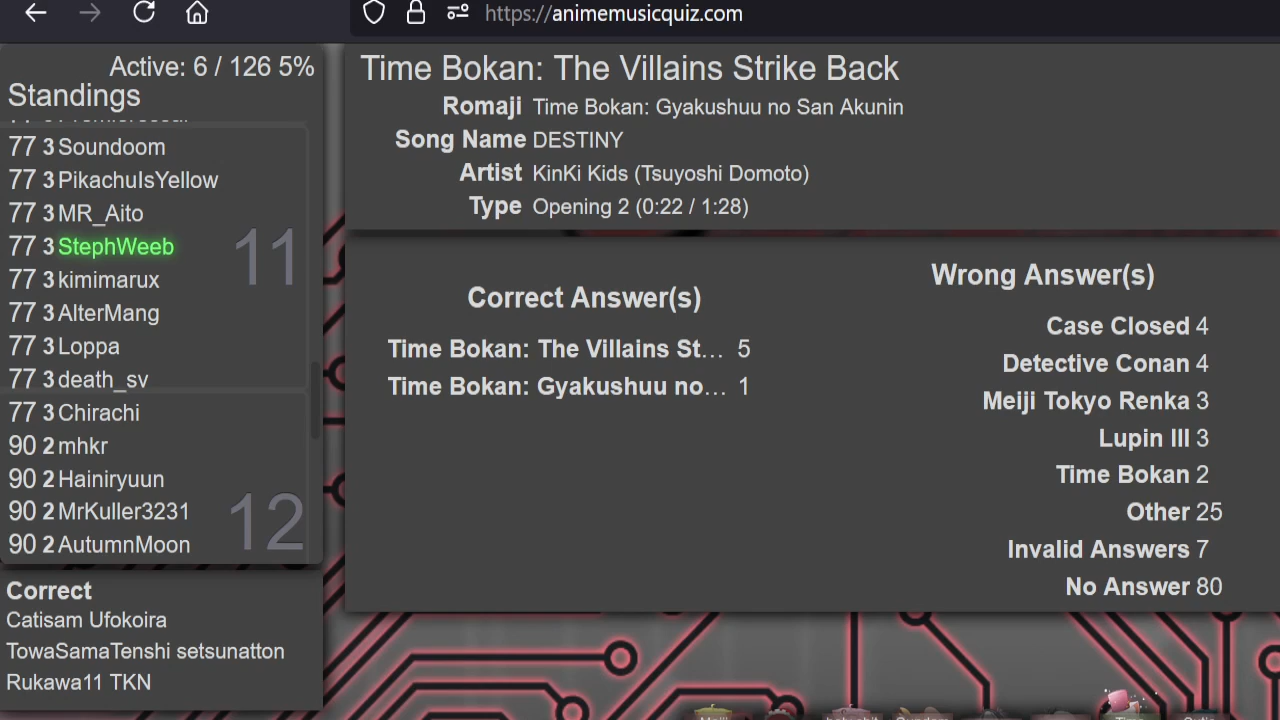 https://animemusicquiz.com
Active: 6 / 126 5%
Standings
77 3 Soundoom
77 3 PikachuIsYellow
77 3 MR_Aito
77 3 StephWeeb
11
77 3 kimimarux
77 3 AlterMang
77 3 Loppa
77 3 death_sv
77 3 Chirachi
90 2 mhkr
90 2 Hainiryuun
90 2 MrKuller3231
12
90 2 AutumnMoon
Correct
Catisam Ufokoira
TowaSamaTenshi setsunatton
Rukawa11 TKN
Time Bokan: The Villains Strike Back
Romaji Time Bokan: Gyakushuu no San Akunin
Song Name DESTINY
Artist KinKi Kids (Tsuyoshi Domoto)
Type Opening 2 (0:22 / 1:28)
Correct Answer(s)
Time Bokan: The Villains St... 5
Time Bokan: Gyakushuu no... 1
Wrong Answer(s)
Case Closed 4
Detective Conan 4
Meiji Tokyo Renka 3
Lupin III 3
Time Bokan 2
Other 25
Invalid Answers 7
No Answer 80